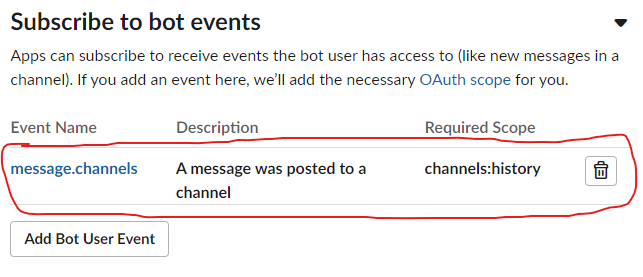 Subscribe to bot events
Apps can subscribe to receive events the bot user has access to (like new messages in a
channel). If you add an event here, we’ll add the necessary OAuth scope for you.
Event Name Description Required Scope
message.channels A message was posted to a channels:history
channel
Add Bot User Event